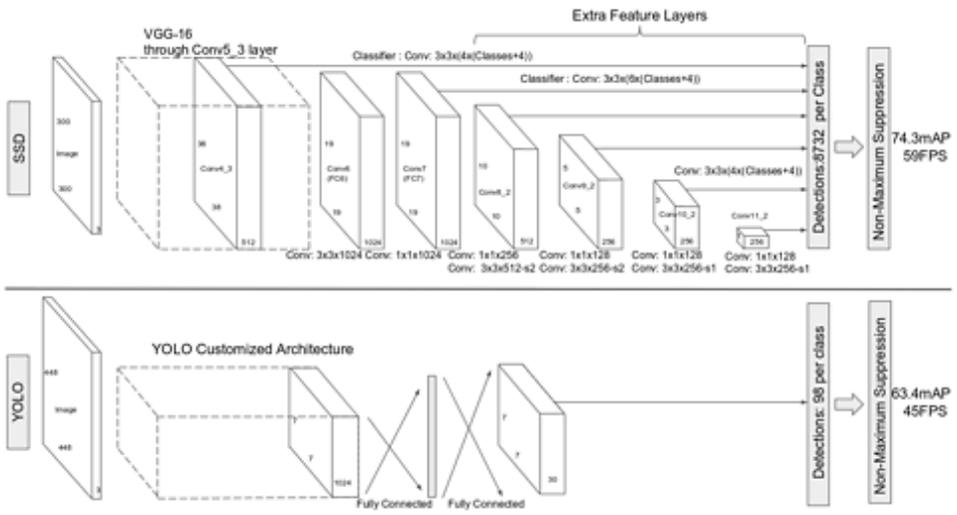 Extra Feature Layers
VGG-16
through Conv5_3 layer
Classifier : Conv: 3x3x(4x(Classes+4))
Classifier : Conv: 3x3x(6x(Classes+4))
SSD
300
Image
300
3
38
Conv4_3
38
512
19
Conv6
(FC6)
19
1024
19
Conv7
(FC7)
19
1024
10
Conv8_2
10
512
5
Conv9_2
5
256
3
Conv10_2
3
256
Conv: 3x3x(4x(Classes+4))
Conv11_2
256
Conv: 3x3x1024
Conv: 1x1x1024
Conv: 1x1x256
Conv: 3x3x512-s2
Conv: 1x1x128
Conv: 3x3x256-s2
Conv: 1x1x128
Conv: 3x3x256-s1
Conv: 1x1x128
Conv: 3x3x256-s1
Detections:8732 per Class
Non-Maximum Suppression
74.3mAP
59FPS
YOLO
448
Image
448
3
YOLO Customized Architecture
7
7
1024
Fully Connected
Fully Connected
7
7
30
Detections: 98 per class
Non-Maximum Suppression
63.4mAP
45FPS